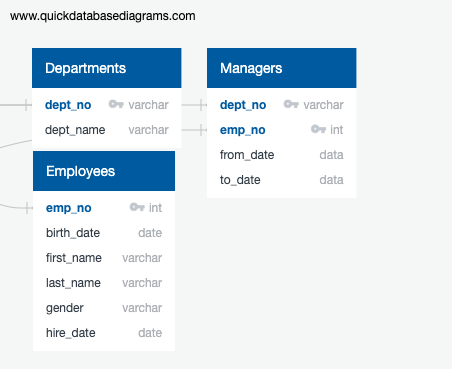 www.quickdatabasediagrams.com
Departments
dept_no varchar
dept_name varchar
Managers
dept_no varchar
emp_no int
from_date data
to_date data
Employees
emp_no int
birth_date date
first_name varchar
last_name varchar
gender varchar
hire_date date